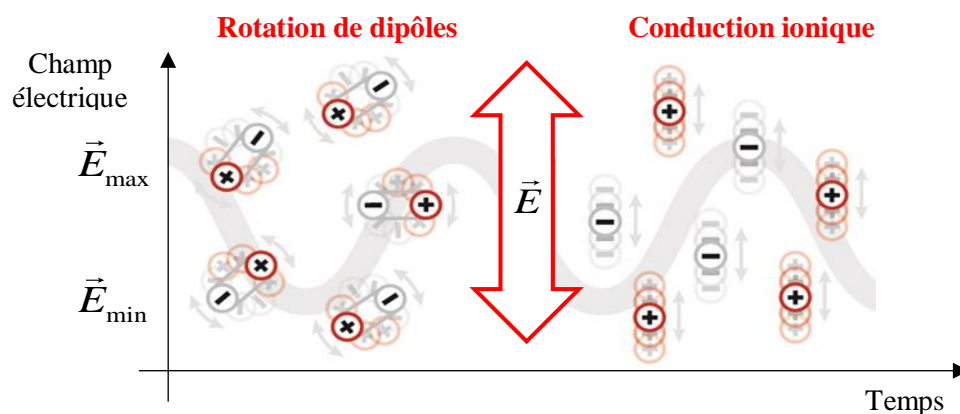 Rotation de dipôles
Conduction ionique
Champ
électrique
E⃗max
E⃗
E⃗min
Temps